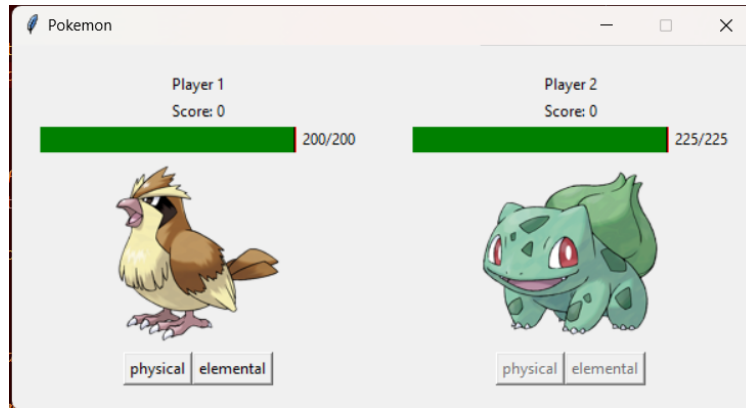 Pokemon
Player 1
Score: 0
200/200
physical elemental
Player 2
Score: 0
225/225
physical elemental